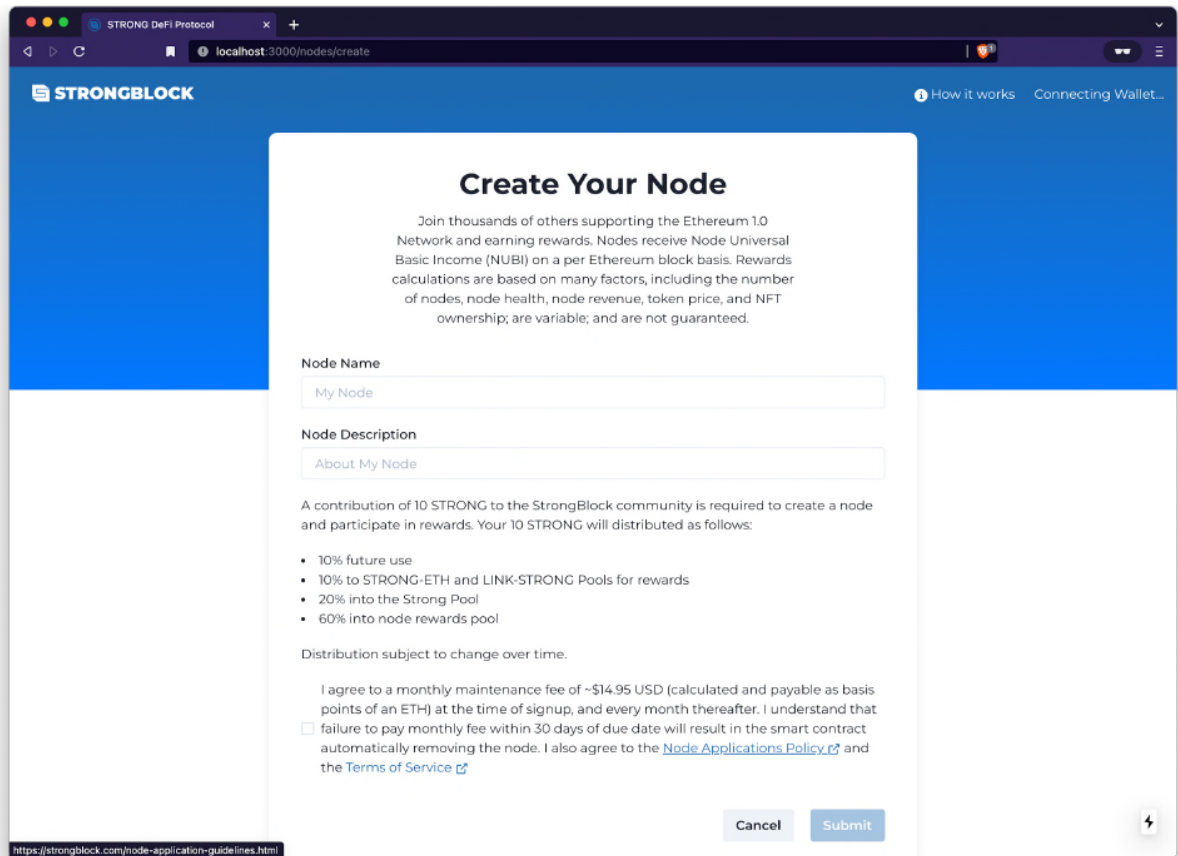 STRONG DeFi Protocol
localhost:3000/nodes/create
1
STRONGBLOCK
How it works
Connecting Wallet...
Create Your Node
Join thousands of others supporting the Ethereum 1.0
Network and earning rewards. Nodes receive Node Universal
Basic Income (NUBI) on a per Ethereum block basis. Rewards
calculations are based on many factors, including the number
of nodes, node health, node revenue, token price, and NFT
ownership; are variable; and are not guaranteed.
Node Name
My Node
Node Description
About My Node
A contribution of 10 STRONG to the StrongBlock community is required to create a node
and participate in rewards. Your 10 STRONG will distributed as follows:
• 10% future use
• 10% to STRONG-ETH and LINK-STRONG Pools for rewards
• 20% into the Strong Pool
• 60% into node rewards pool
Distribution subject to change over time.
I agree to a monthly maintenance fee of ~$14.95 USD (calculated and payable as basis
points of an ETH) at the time of signup, and every month thereafter. I understand that
failure to pay monthly fee within 30 days of due date will result in the smart contract
automatically removing the node. I also agree to the Node Applications Policy and
the Terms of Service
Cancel
Submit
https://strongblock.com/node-application-guidelines.html